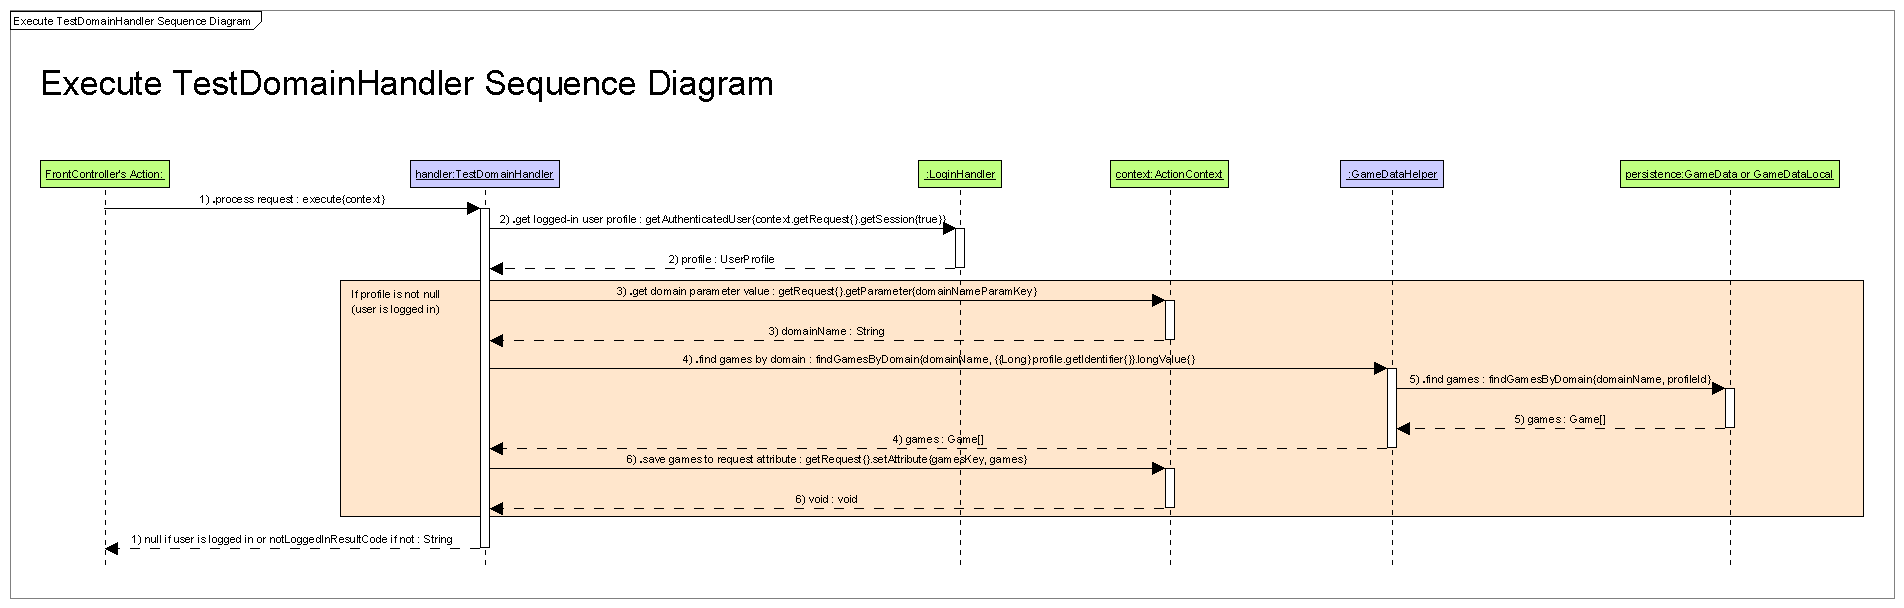 Execute TestDomainHandler Sequence Diagram
Execute TestDomainHandler Sequence Diagram
FrontController's Action:
handler:TestDomainHandler
:LoginHandler
context:ActionContext
:GameDataHelper
persistence:GameData or GameDataLocal
1) .process request : execute{context}
2) .get logged-in user profile : getAuthenticatedUser{context.getRequest{}.getSession{true}}
2) profile : UserProfile
If profile is not null
(user is logged in)
3) .get domain parameter value : getRequest{}.getParameter{domainNameParamKey}
3) domainName : String
4) .find games by domain : findGamesByDomain{domainName, {{Long}profile.getIdentifier{}}.longValue{}
5) .find games : findGamesByDomain{domainName, profileId}
5) games : Game[]
4) games : Game[]
6) .save games to request attribute : getRequest{}.setAttribute{gamesKey, games}
6) void : void
1) null if user is logged in or notLoggedInResultCode if not : String